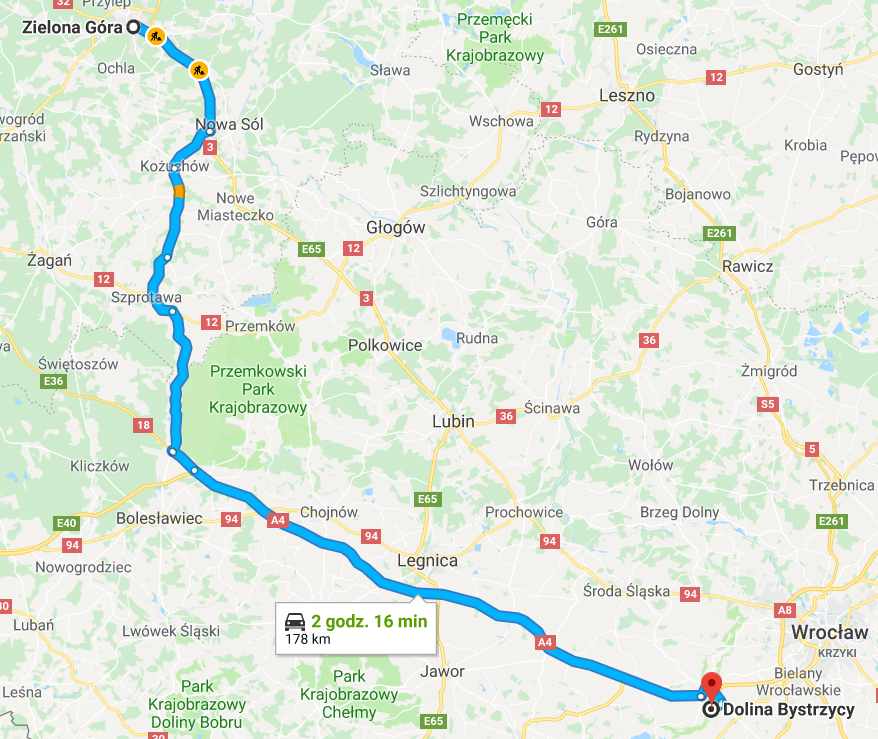 32
Przylep
Przemęcki
Park
Krajobrazowy
E261
Zielona Góra
Osieczna
Ochla
Sława
12
Gostyń
Leszno
12
Nowa Sól
Wschowa
Rydzyna
Krobia
3
Kożuchów
Szlichtyngowa
Bojanowo
Nowe
Miasteczko
Głogów
Góra
E261
E65
12
Żagań
Rawicz
12
Szprotawa
3
12
Przemków
Polkowice
Rudna
36
Świętoszów
Przemkowski
Park
Krajobrazowy
Żmigród
E36
S5
Lubin
36
Ścinawa
18
5
Kliczków
Wołów
Trzebnica
E65
Bolesławiec
94
A4
Chojnów
Prochowice
Brzeg Dolny
E40
E261
94
94
94
Nowogrodziec
Legnica
Środa Śląska
94
A8
2 godz. 16 min
178 km
Lubań
Lwówek Śląski
Wrocław
KRZYKI
A4
Jawor
Bielany
Wrocławskie
Leśna
Park
Krajobrazowy
Doliny Bobru
Park
Krajobrazowy
Chełmy
Dolina Bystrzycy
E65